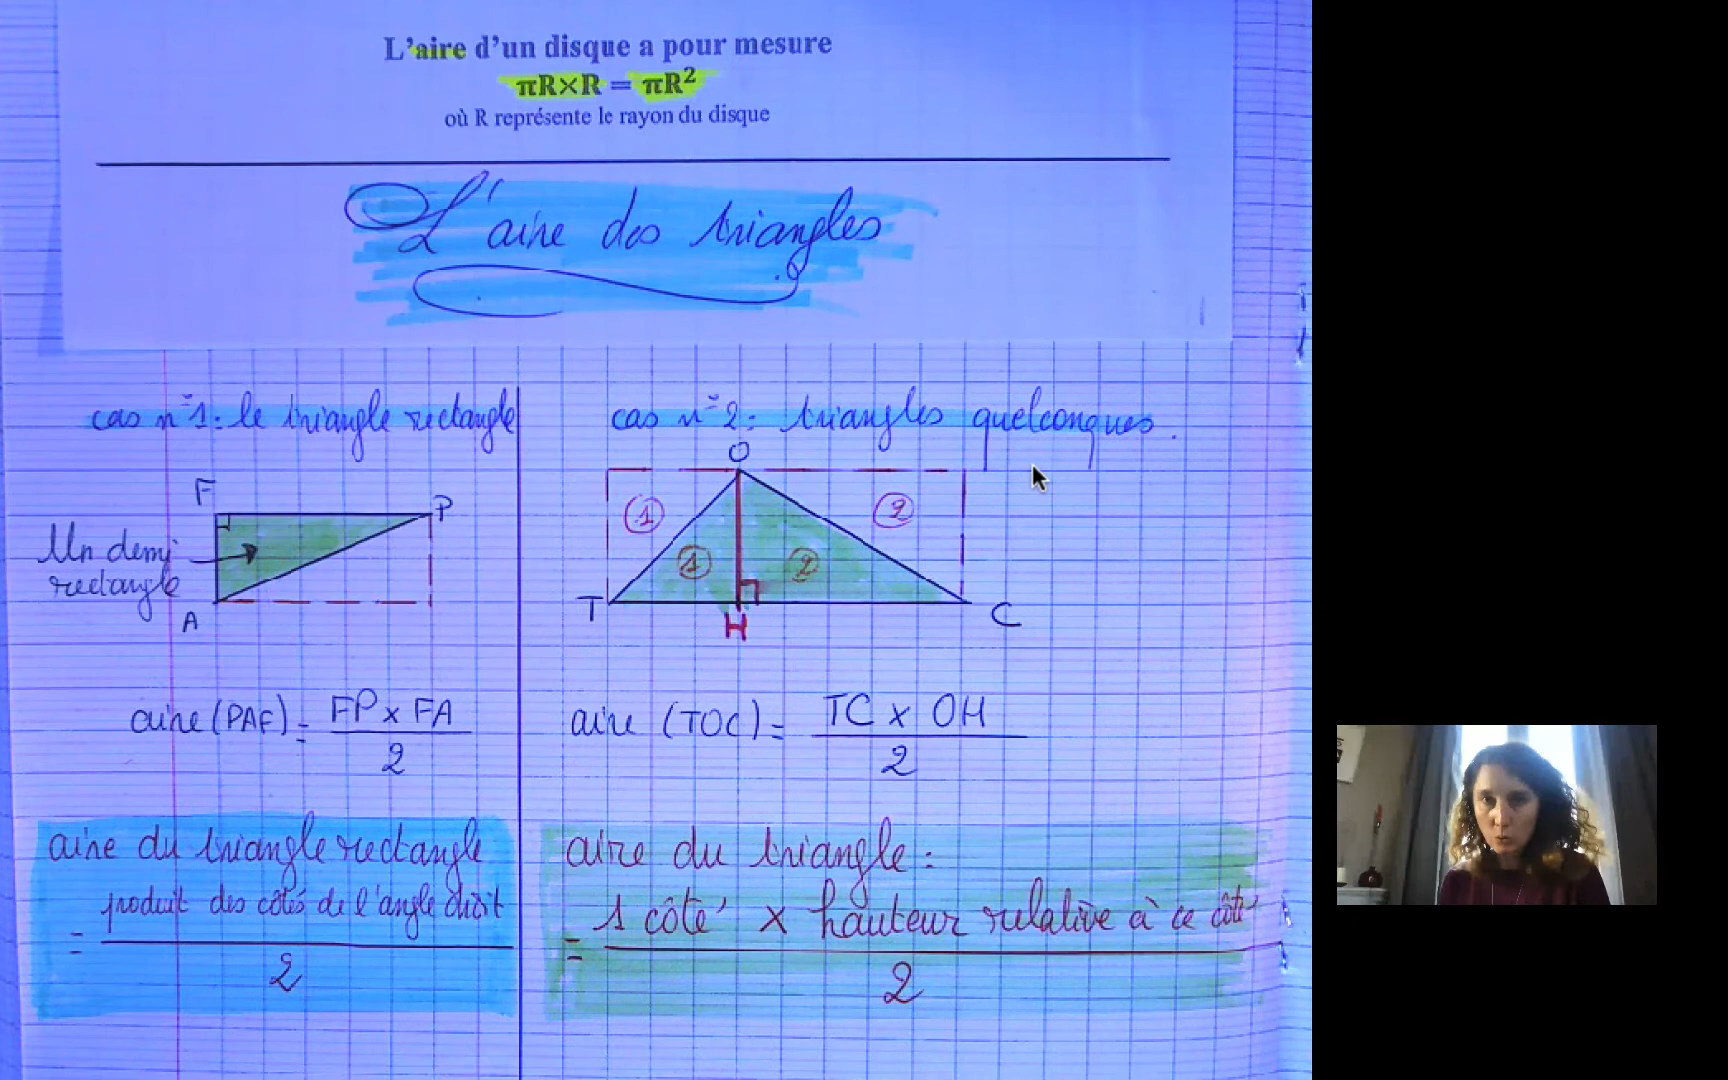 L'aire d'un disque a pour mesure
πR×R = πR²
où R représente le rayon du disque
L'aire des triangles
cas n°1: le triangle rectangle
F
P
Un demi
rectangle
A
aire (PAF) = FP x FA
2
aire du triangle rectangle
= produit des côtés de l'angle droit
2
cas n°2: triangles quelconques.
O
1
2
1
2
T
H
C
aire (TOC) = TC x OH
2
aire du triangle:
= 1 côté x hauteur relative à ce côté
2